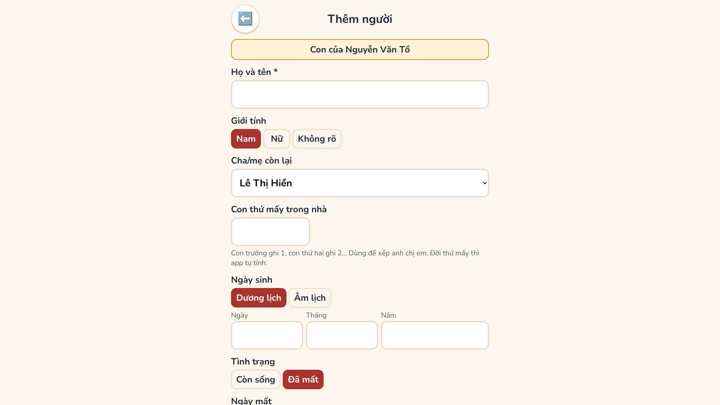 Thêm người
Con của Nguyễn Văn Tổ
Họ và tên *
Giới tính
Nam Nữ Không rõ
Cha/mẹ còn lại
Lê Thị Hiền
Con thứ mấy trong nhà
Con trưởng ghi 1, con thứ hai ghi 2... Dùng để xếp anh chị em. Đời thứ mấy thì
app tự tính.
Ngày sinh
Dương lịch Âm lịch
Ngày Tháng Năm
Tình trạng
Còn sống Đã mất
Ngày mất